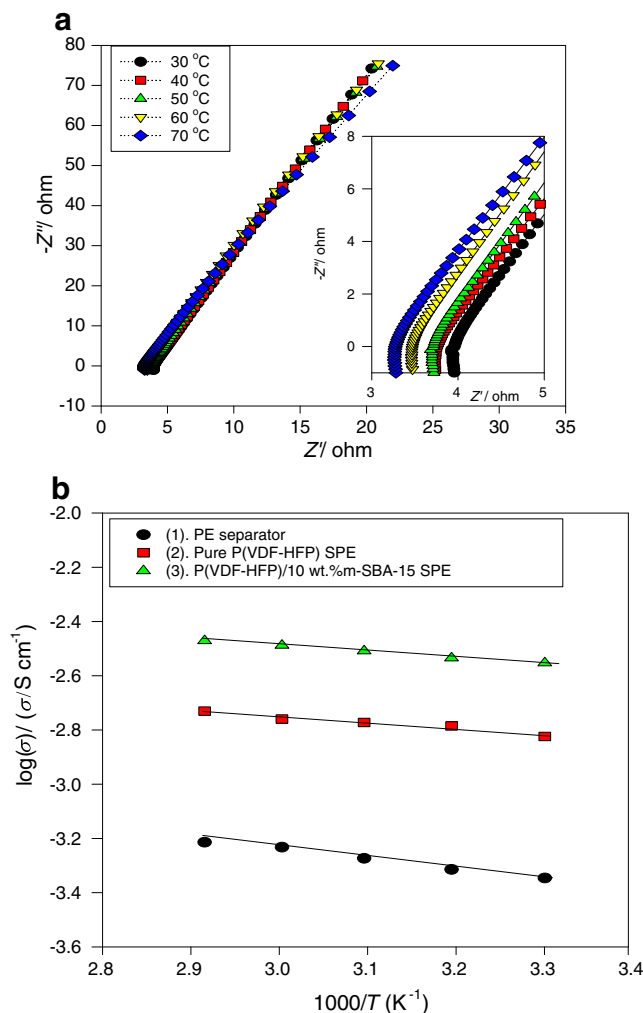 a
80
70
60
50
40
30
20
10
0
-10
-Z''/ ohm
30 °C
40 °C
50 °C
60 °C
70 °C
8
6
4
2
0
-Z''/ ohm
3 4 5
Z'/ ohm
0 5 10 15 20 25 30 35
Z'/ ohm
b
-2.0
-2.2
-2.4
-2.6
-2.8
-3.0
-3.2
-3.4
-3.6
log(σ)/ (σ/S cm⁻¹)
(1). PE separator
(2). Pure P(VDF-HFP) SPE
(3). P(VDF-HFP)/10 wt.%m-SBA-15 SPE
2.8 2.9 3.0 3.1 3.2 3.3 3.4
1000/T (K⁻¹)